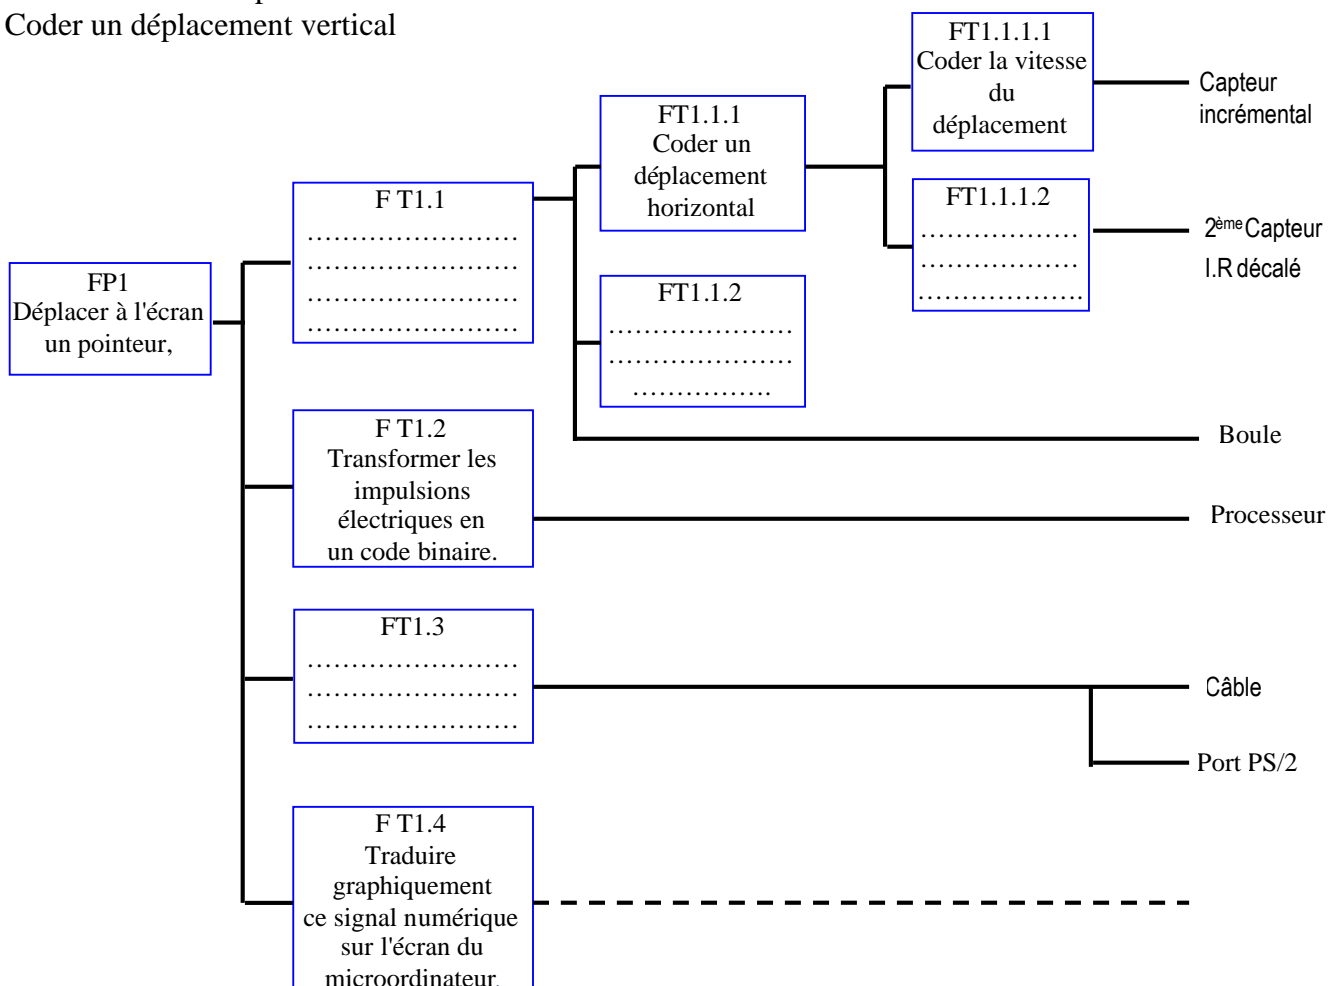 Coder un déplacement vertical
FP1
Déplacer à l'écran
un pointeur,
F T1.1
……………………
……………………
……………………
……………………
FT1.1.1
Coder un
déplacement
horizontal
FT1.1.1.1
Coder la vitesse
du
déplacement
Capteur
incrémental
FT1.1.1.2
………………
………………
……………….
2ème Capteur
I.R décalé
FT1.1.2
…………………
…………………
…………….
Boule
F T1.2
Transformer les
impulsions
électriques en
un code binaire.
Processeur
FT1.3
……………………
……………………
……………………
Câble
Port PS/2
F T1.4
Traduire
graphiquement
ce signal numérique
sur l'écran du
microordinateur.